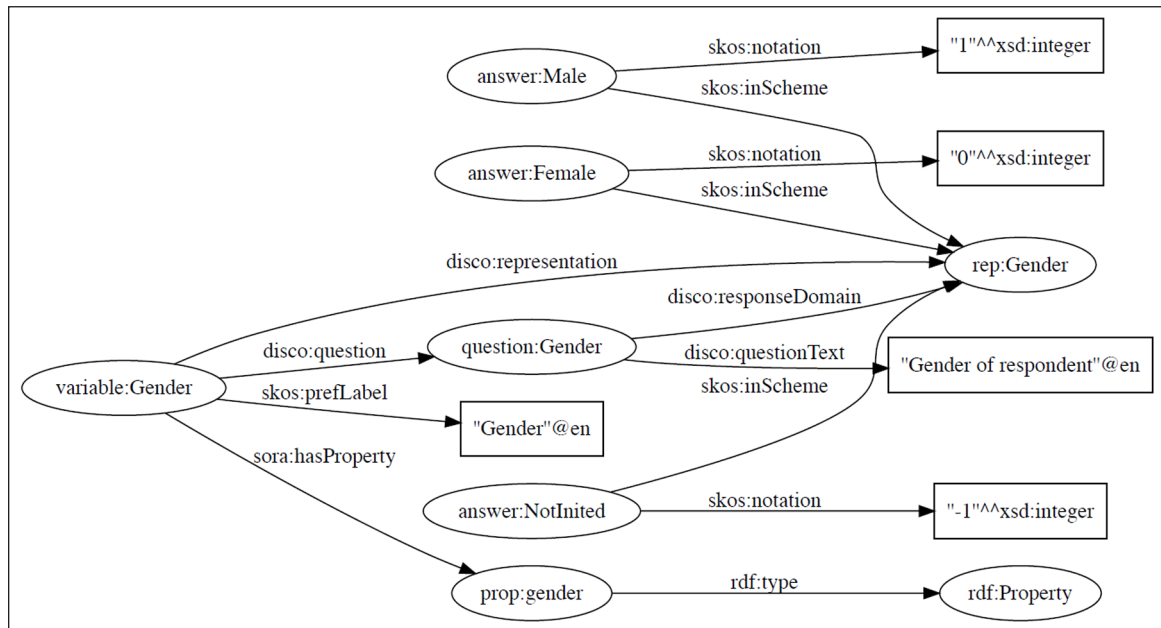 skos:notation
"1"^^xsd:integer
answer:Male
skos:inScheme
skos:notation
"0"^^xsd:integer
answer:Female
skos:inScheme
disco:representation
rep:Gender
disco:responseDomain
disco:question
question:Gender
disco:questionText
"Gender of respondent"@en
variable:Gender
skos:prefLabel
skos:inScheme
"Gender"@en
sora:hasProperty
answer:NotInited
skos:notation
"-1"^^xsd:integer
prop:gender
rdf:type
rdf:Property